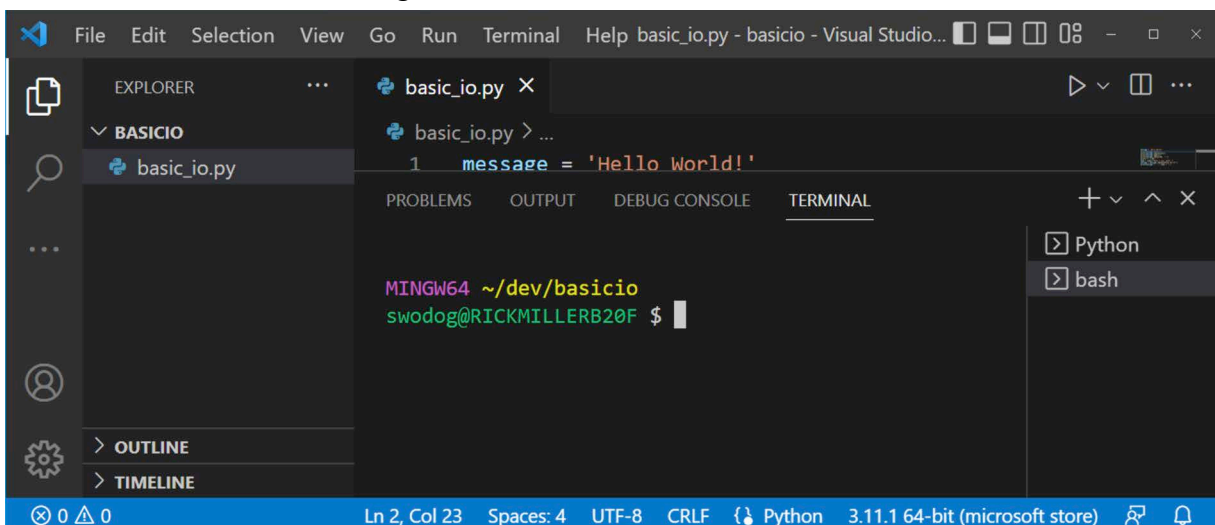 File Edit Selection View Go Run Terminal Help basic_io.py - basicio - Visual Studio...
EXPLORER ...
basic_io.py
BASICIO
basic_io.py > ...
basic_io.py
1 message = 'Hello World!'
PROBLEMS OUTPUT DEBUG CONSOLE TERMINAL
Python
bash
MINGW64 ~/dev/basicio
swodog@RICKMILLERB20F $
> OUTLINE
> TIMELINE
0 0 Ln 2, Col 23 Spaces: 4 UTF-8 CRLF Python 3.11.1 64-bit (microsoft store)